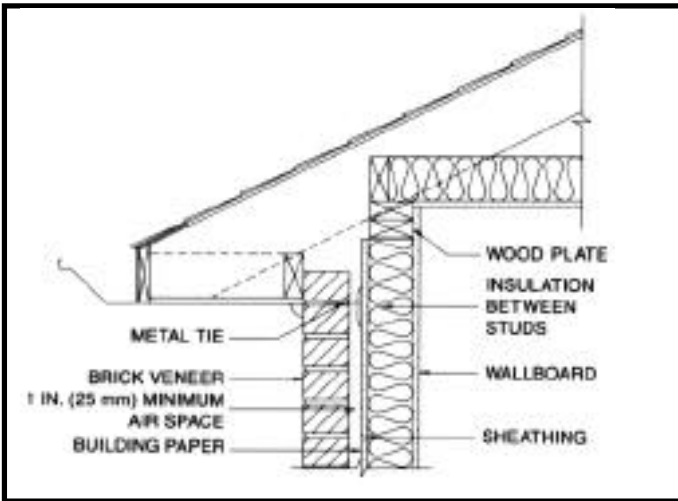 WOOD PLATE
INSULATION
BETWEEN
STUDS
METAL TIE
BRICK VENEER
WALLBOARD
1 IN. (25 mm) MINIMUM
AIR SPACE
BUILDING PAPER
SHEATHING